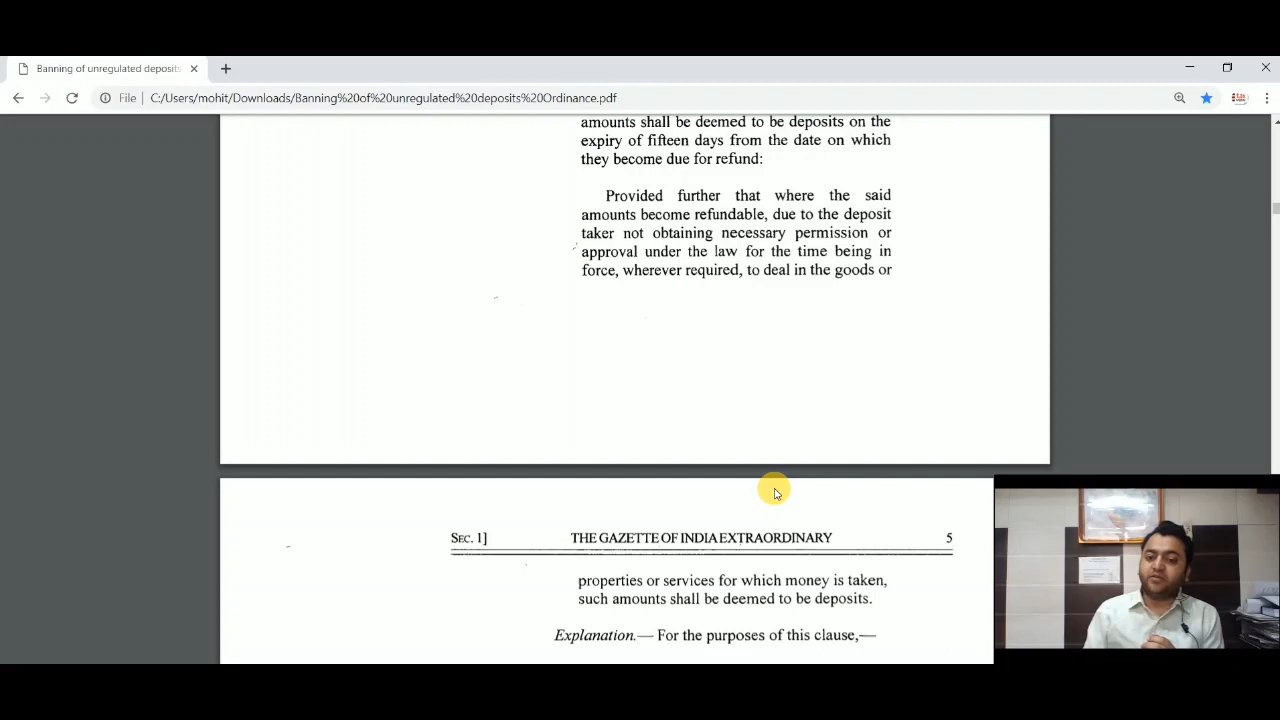 Banning of unregulated deposits
File
C:/Users/mohit/Downloads/Banning%20of%20unregulated%20deposits%20Ordinance.pdf
amounts shall be deemed to be deposits on the
expiry of fifteen days from the date on which
they become due for refund:
Provided further that where the said
amounts become refundable, due to the deposit
taker not obtaining necessary permission or
approval under the law for the time being in
force, wherever required, to deal in the goods or
SEC. 1] THE GAZETTE OF INDIA EXTRAORDINARY 5
properties or services for which money is taken,
such amounts shall be deemed to be deposits.
Explanation.— For the purposes of this clause,—